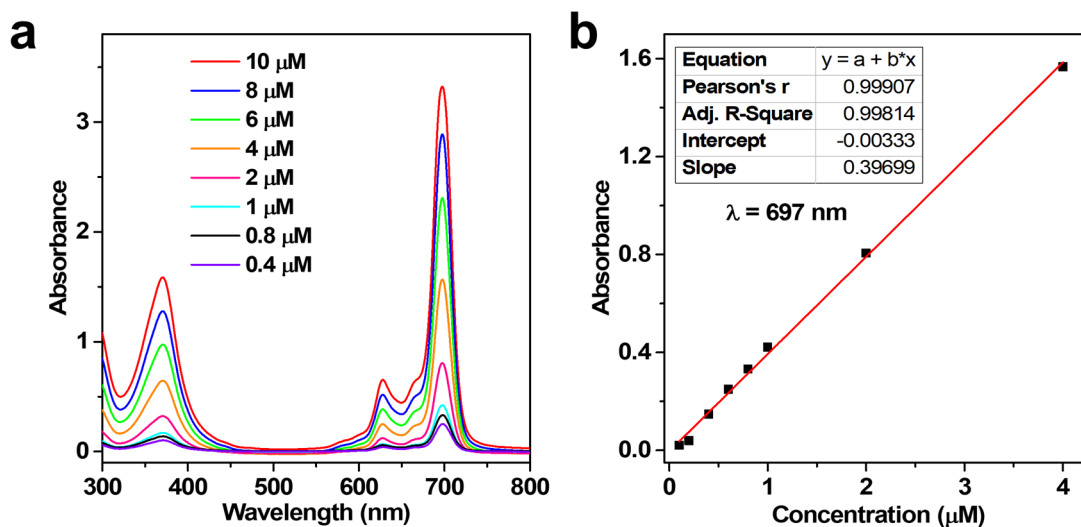 a
Absorbance
3
2
1
0
10 μM
8 μM
6 μM
4 μM
2 μM
1 μM
0.8 μM
0.4 μM
300 400 500 600 700 800
Wavelength (nm)
b
Absorbance
1.6
1.2
0.8
0.4
0.0
Equation y = a + b*x
Pearson's r 0.99907
Adj. R-Square 0.99814
Intercept -0.00333
Slope 0.39699
λ = 697 nm
0 1 2 3 4
Concentration (μM)